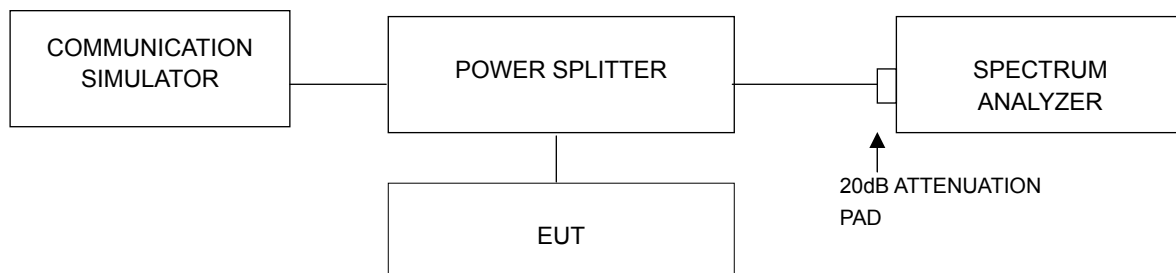 COMMUNICATION
SIMULATOR
POWER SPLITTER
SPECTRUM
ANALYZER
20dB ATTENUATION
PAD
EUT